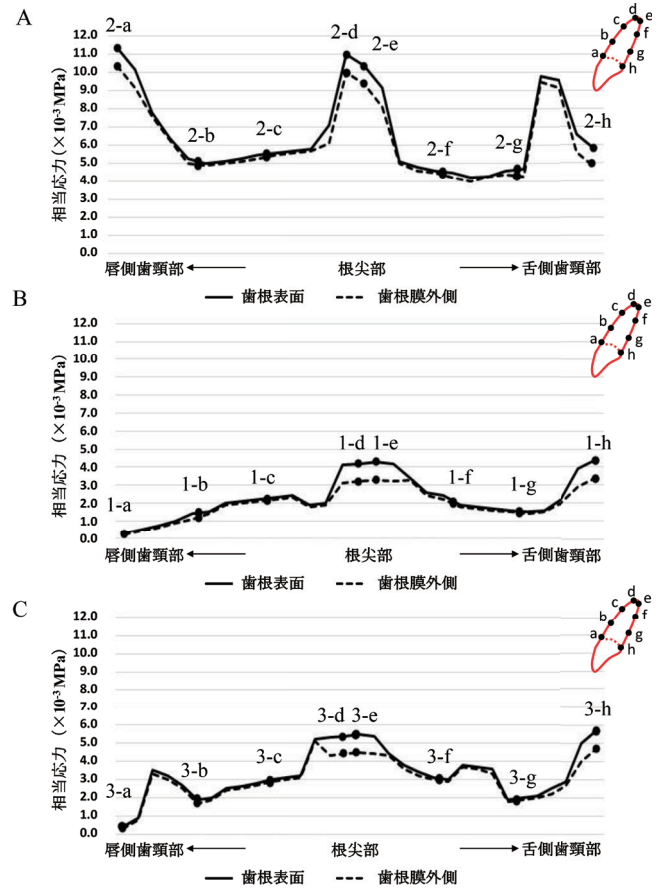 A
相当応力 (×10⁻³ MPa)
12.0
11.0
10.0
9.0
8.0
7.0
6.0
5.0
4.0
3.0
2.0
1.0
0.0
2-a
2-b
2-c
2-d
2-e
2-f
2-g
2-h
a
b
c
d
e
f
g
h
唇側歯頸部 ← 根尖部 → 舌側歯頸部
歯根表面 歯根膜外側
B
相当応力 (×10⁻³ MPa)
12.0
11.0
10.0
9.0
8.0
7.0
6.0
5.0
4.0
3.0
2.0
1.0
0.0
1-a
1-b
1-c
1-d
1-e
1-f
1-g
1-h
a
b
c
d
e
f
g
h
唇側歯頸部 ← 根尖部 → 舌側歯頸部
歯根表面 歯根膜外側
C
相当応力 (×10⁻³ MPa)
12.0
11.0
10.0
9.0
8.0
7.0
6.0
5.0
4.0
3.0
2.0
1.0
0.0
3-a
3-b
3-c
3-d
3-e
3-f
3-g
3-h
a
b
c
d
e
f
g
h
唇側歯頸部 ← 根尖部 → 舌側歯頸部
歯根表面 歯根膜外側